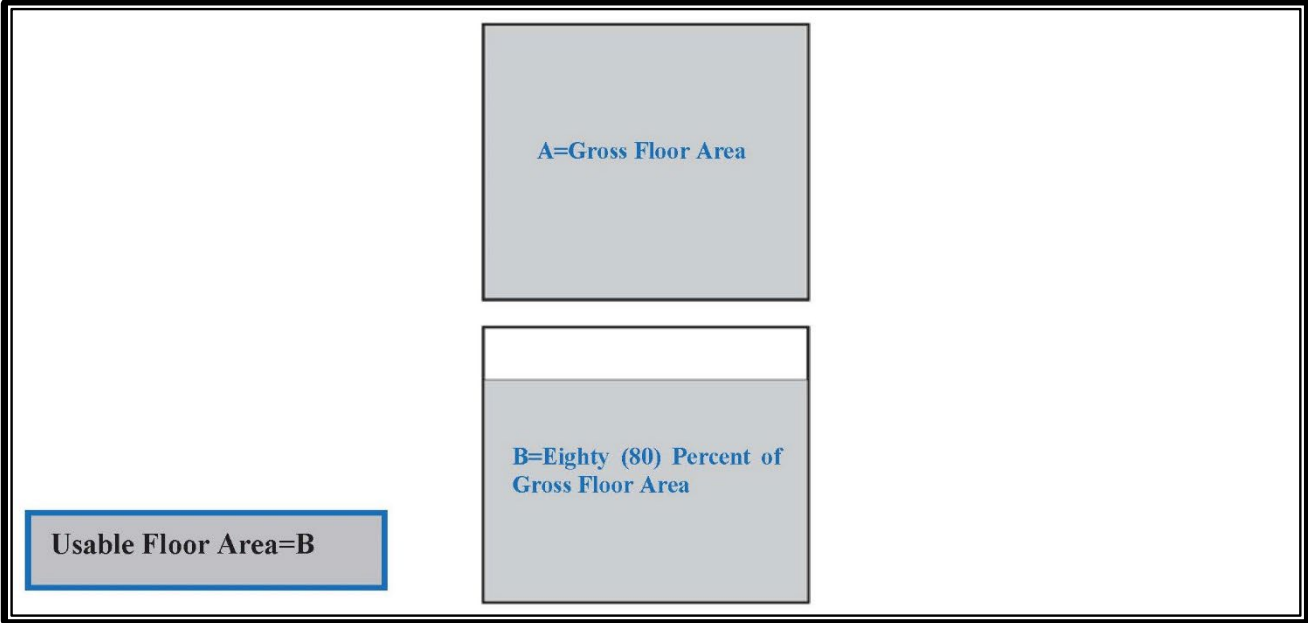 A=Gross Floor Area
B=Eighty (80) Percent of
Gross Floor Area
Usable Floor Area=B